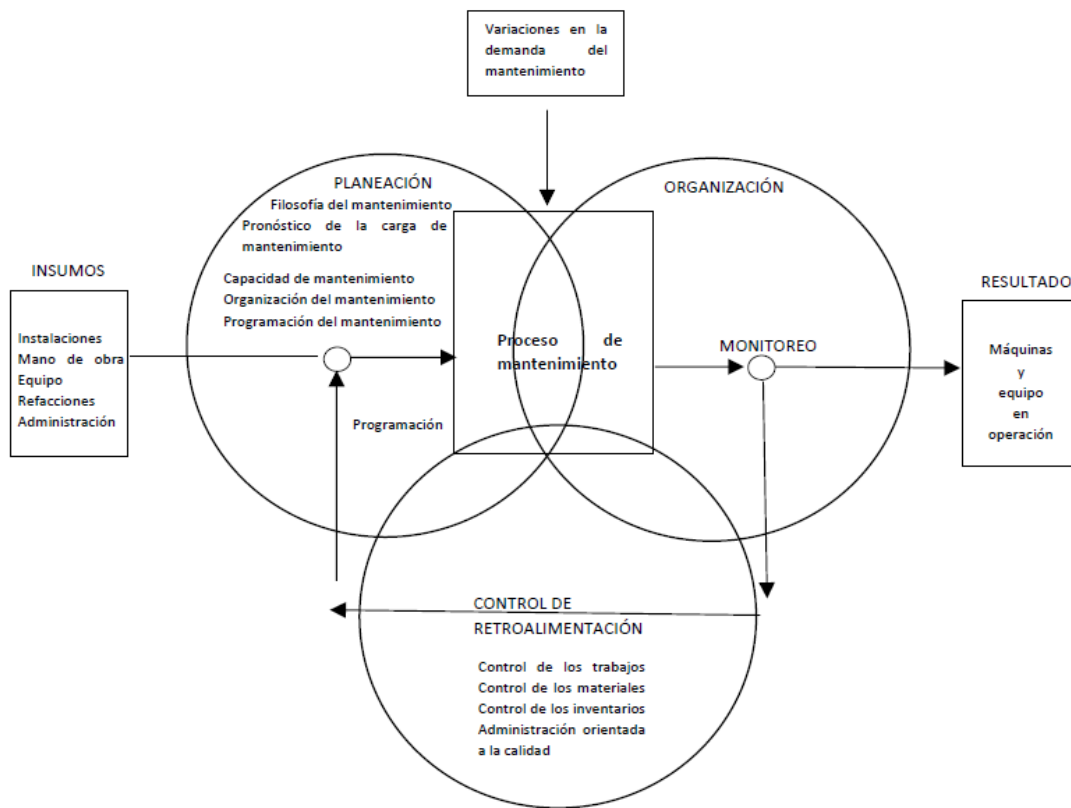 Variaciones en la
demanda del
mantenimiento
PLANEACIÓN
Filosofía del mantenimiento
Pronóstico de la carga de
mantenimiento
Capacidad de mantenimiento
Organización del mantenimiento
Programación del mantenimiento
ORGANIZACIÓN
INSUMOS
Instalaciones
Mano de obra
Equipo
Refacciones
Administración
Proceso de
mantenimiento
MONITOREO
RESULTADO
Máquinas
y
equipo
en
operación
Programación
CONTROL DE
RETROALIMENTACIÓN
Control de los trabajos
Control de los materiales
Control de los inventarios
Administración orientada
a la calidad